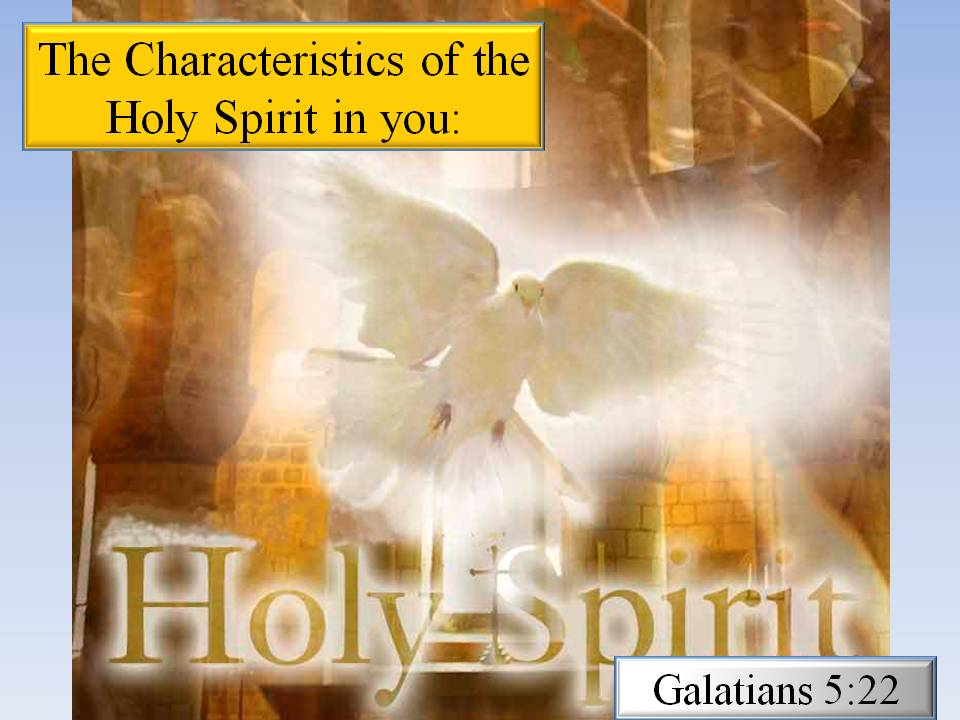 The Characteristics of the
Holy Spirit in you:
Holy Spirit
Galatians 5:22